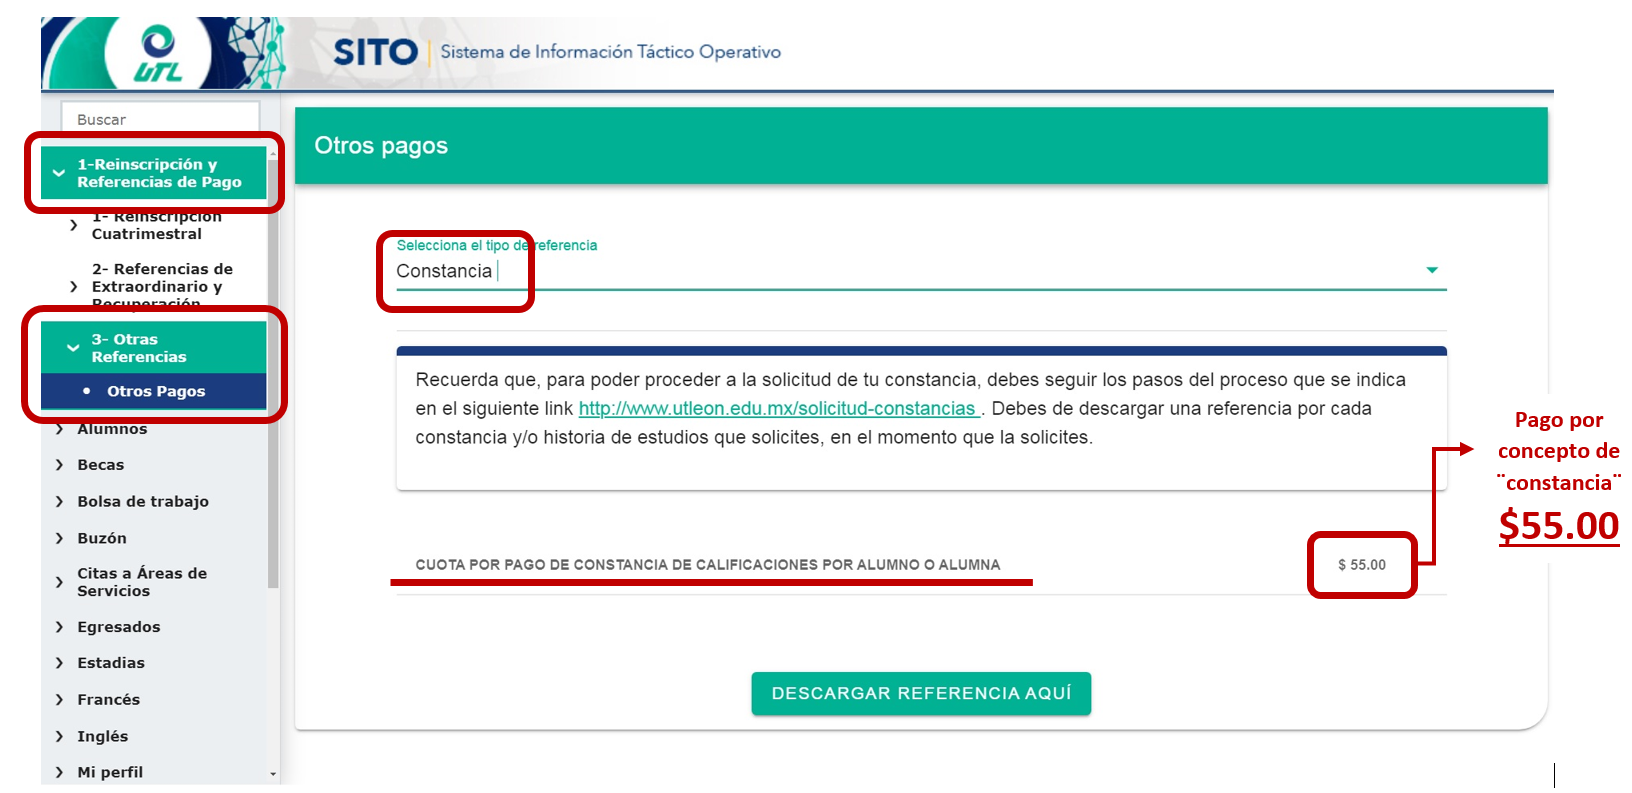 UTL
SITO | Sistema de Información Táctico Operativo
Buscar
1-Reinscripción y
Referencias de Pago
1- Reinscripción
Cuatrimestral
2- Referencias de
Extraordinario y
Recuperación
3- Otras
Referencias
• Otros Pagos
Alumnos
Becas
Bolsa de trabajo
Buzón
Citas a Áreas de
Servicios
Egresados
Estadias
Francés
Inglés
Mi perfil
Otros pagos
Selecciona el tipo de referencia
Constancia
Recuerda que, para poder proceder a la solicitud de tu constancia, debes seguir los pasos del proceso que se indica
en el siguiente link http://www.utleon.edu.mx/solicitud-constancias . Debes de descargar una referencia por cada
constancia y/o historia de estudios que solicites, en el momento que la solicites.
CUOTA POR PAGO DE CONSTANCIA DE CALIFICACIONES POR ALUMNO O ALUMNA $ 55.00
DESCARGAR REFERENCIA AQUÍ
Pago por
concepto de
¨constancia¨
$55.00